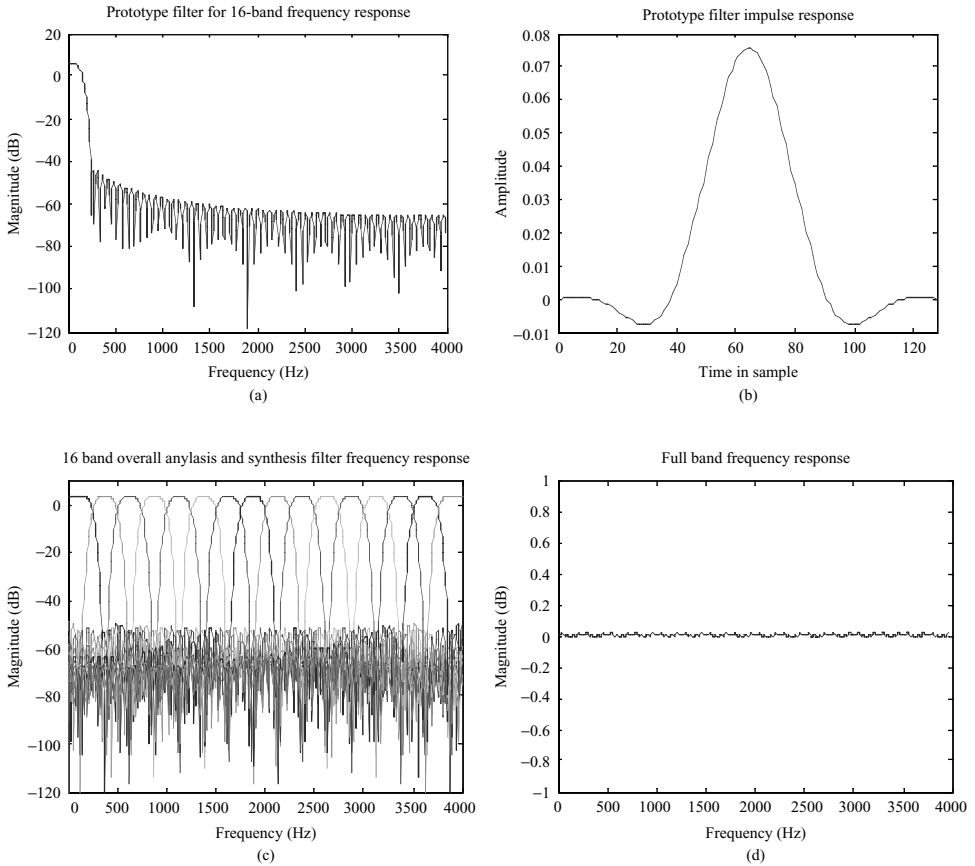 Prototype filter for 16-band frequency response
20
0
−20
−40
−60
−80
−100
−120
Magnitude (dB)
0 500 1000 1500 2000 2500 3000 3500 4000
Frequency (Hz)
(a)
Prototype filter impulse response
0.08
0.07
0.06
0.05
0.04
0.03
0.02
0.01
0
−0.01
Amplitude
0 20 40 60 80 100 120
Time in sample
(b)
16 band overall anylasis and synthesis filter frequency response
0
−20
−40
−60
−80
−100
−120
Magnitude (dB)
0 500 1000 1500 2000 2500 3000 3500 4000
Frequency (Hz)
(c)
Full band frequency response
1
0.8
0.6
0.4
0.2
0
−0.2
−0.4
−0.6
−0.8
−1
Magnitude (dB)
0 500 1000 1500 2000 2500 3000 3500 4000
Frequency (Hz)
(d)